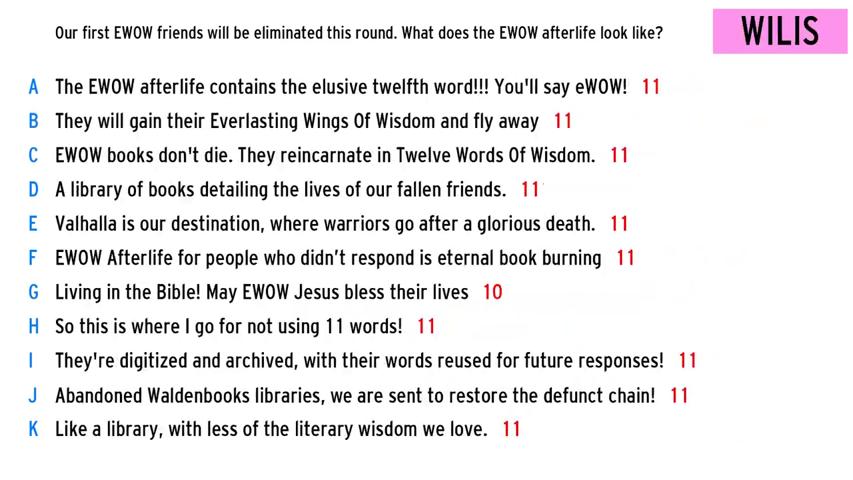 Our first EWOW friends will be eliminated this round. What does the EWOW afterlife look like?
WILIS
A The EWOW afterlife contains the elusive twelfth word!!! You'll say eWOW! 11
B They will gain their Everlasting Wings Of Wisdom and fly away 11
C EWOW books don't die. They reincarnate in Twelve Words Of Wisdom. 11
D A library of books detailing the lives of our fallen friends. 11
E Valhalla is our destination, where warriors go after a glorious death. 11
F EWOW Afterlife for people who didn’t respond is eternal book burning 11
G Living in the Bible! May EWOW Jesus bless their lives 10
H So this is where I go for not using 11 words! 11
I They're digitized and archived, with their words reused for future responses! 11
J Abandoned Waldenbooks libraries, we are sent to restore the defunct chain! 11
K Like a library, with less of the literary wisdom we love. 11